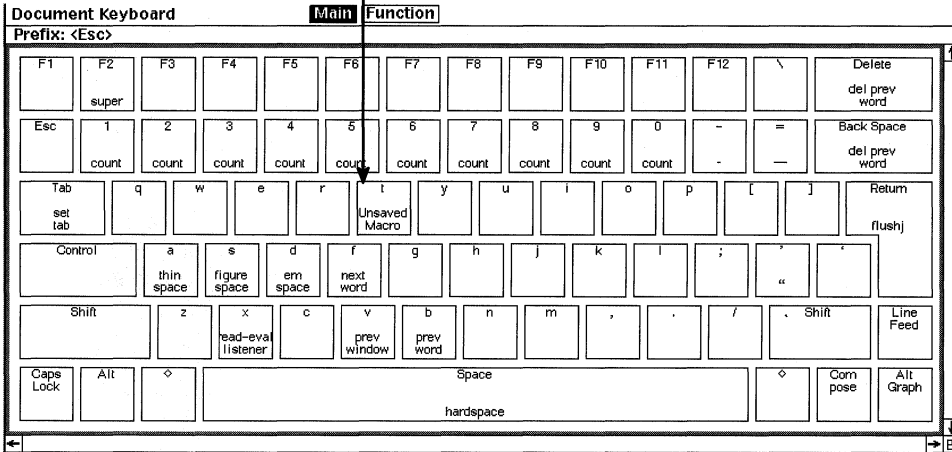 Document Keyboard Main Function
Prefix: <Esc>
F1 F2 F3 F4 F5 F6 F7 F8 F9 F10 F11 F12 \ Delete
super del prev
word
Esc 1 2 3 4 5 6 7 8 9 0 - = Back Space
count count count count count count count count count count - — del prev
word
Tab q w e r t y u i o p [ ] Return
set
tab Unsaved
Macro flushj
Control a s d f g h j k l ; ' ‘
thin
space figure
space em
space next
word “
Shift z x c v b n m , . / ` Shift Line
Feed
read-eval
listener prev
window prev
word
Caps
Lock Alt ◇ Space ◇ Com
pose Alt
Graph
hardspace